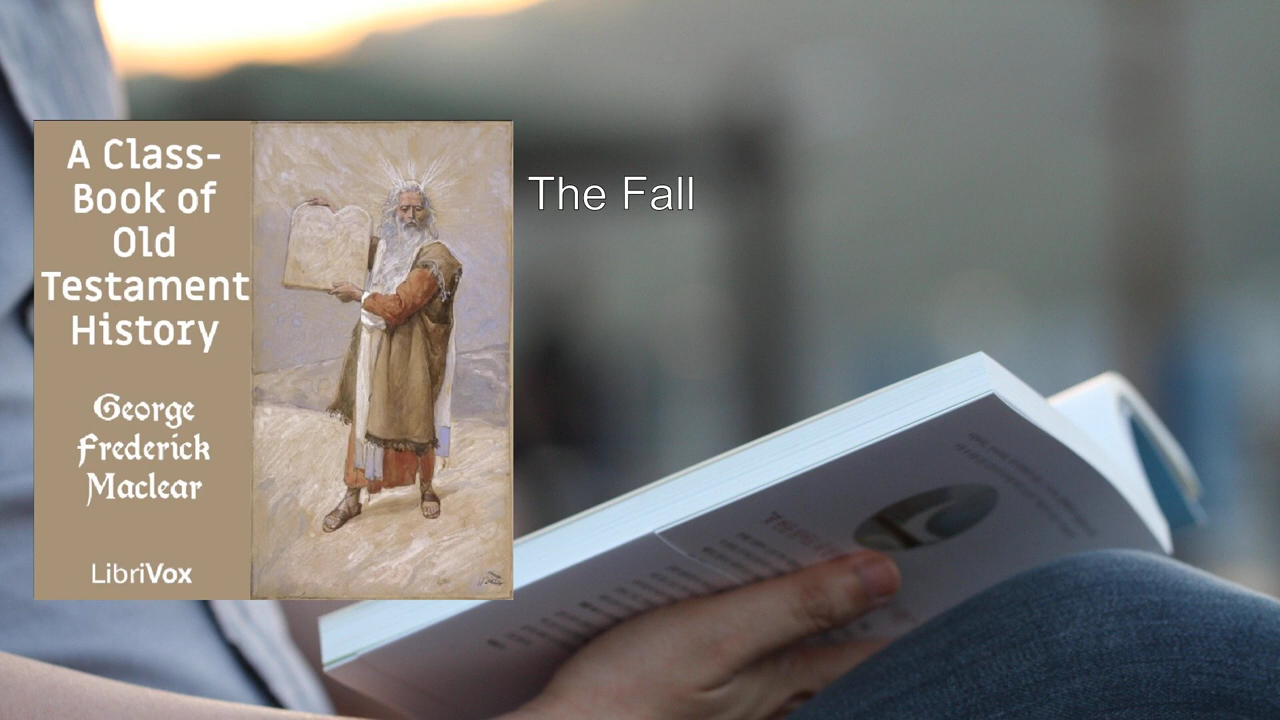 A Class-
Book of
Old
Testament
History
George
Frederick
Maclear
LibriVox
The Fall